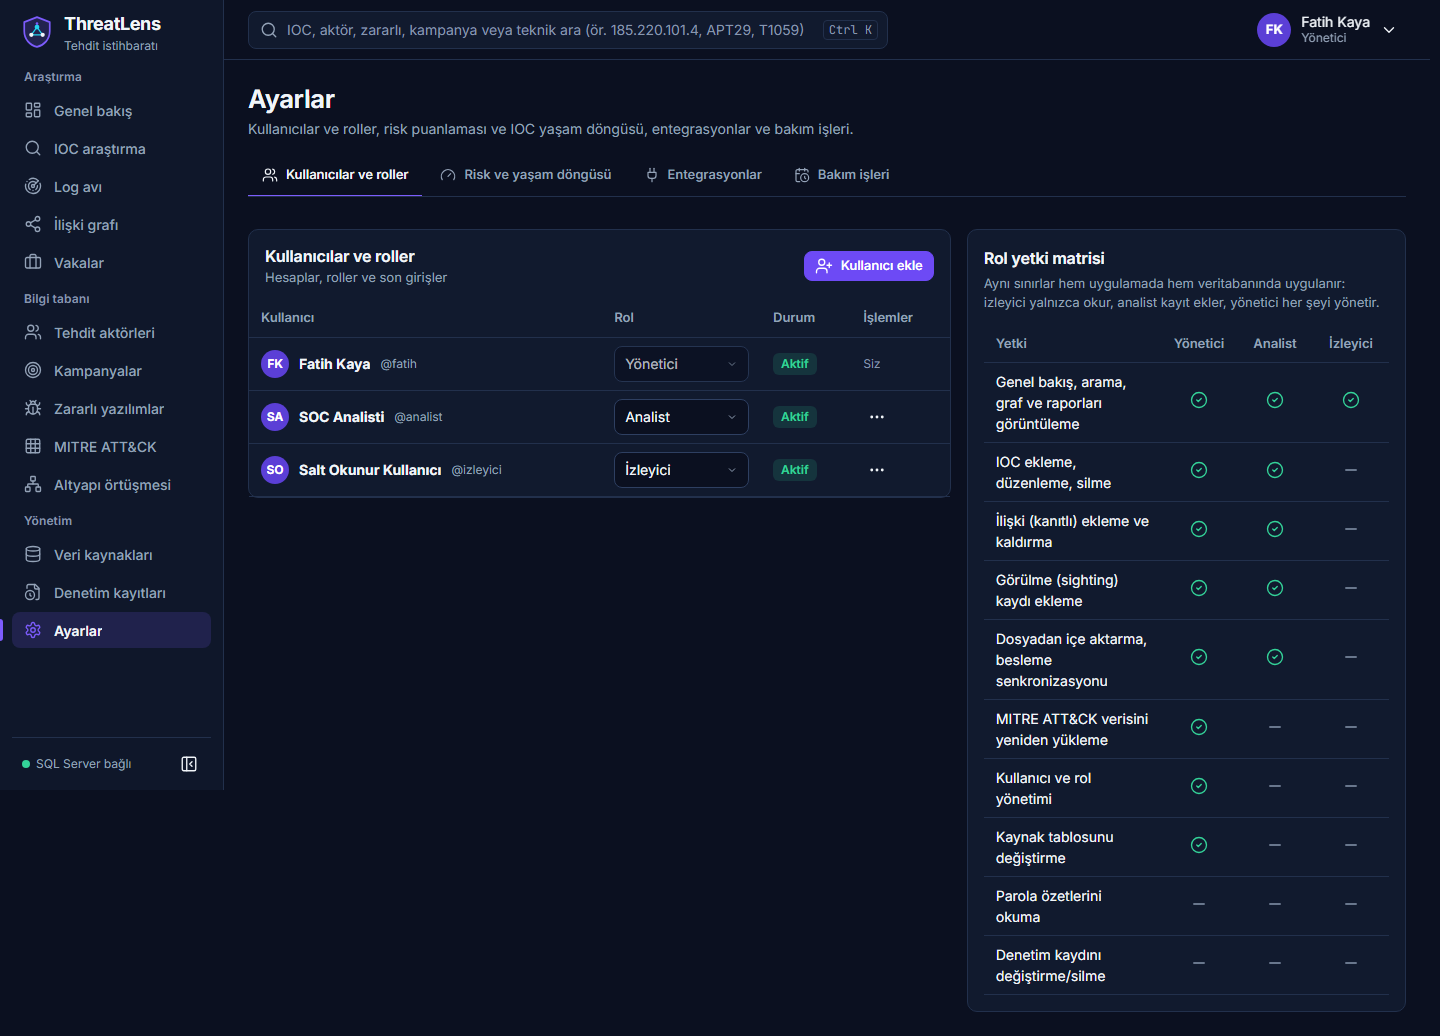 ThreatLens
Tehdit istihbaratı
Araştırma
Genel bakış
IOC araştırma
Log avı
İlişki grafı
Vakalar
Bilgi tabanı
Tehdit aktörleri
Kampanyalar
Zararlı yazılımlar
MITRE ATT&CK
Altyapı örtüşmesi
Yönetim
Veri kaynakları
Denetim kayıtları
Ayarlar
SQL Server bağlı
IOC, aktör, zararlı, kampanya veya teknik ara (ör. 185.220.101.4, APT29, T1059) Ctrl K
FK Fatih Kaya
Yönetici
Ayarlar
Kullanıcılar ve roller, risk puanlaması ve IOC yaşam döngüsü, entegrasyonlar ve bakım işleri.
Kullanıcılar ve roller Risk ve yaşam döngüsü Entegrasyonlar Bakım işleri
Kullanıcılar ve roller
Hesaplar, roller ve son girişler
Kullanıcı ekle
Kullanıcı Rol Durum İşlemler
FK Fatih Kaya @fatih Yönetici Aktif Siz
SA SOC Analisti @analist Analist Aktif
SO Salt Okunur Kullanıcı @izleyici İzleyici Aktif
Rol yetki matrisi
Aynı sınırlar hem uygulamada hem veritabanında uygulanır:
izleyici yalnızca okur, analist kayıt ekler, yönetici her şeyi yönetir.
Yetki Yönetici Analist İzleyici
Genel bakış, arama,
graf ve raporları
görüntüleme
IOC ekleme,
düzenleme, silme
İlişki (kanıtlı) ekleme ve
kaldırma
Görülme (sighting)
kaydı ekleme
Dosyadan içe aktarma,
besleme
senkronizasyonu
MITRE ATT&CK verisini
yeniden yükleme
Kullanıcı ve rol
yönetimi
Kaynak tablosunu
değiştirme
Parola özetlerini
okuma
Denetim kaydını
değiştirme/silme